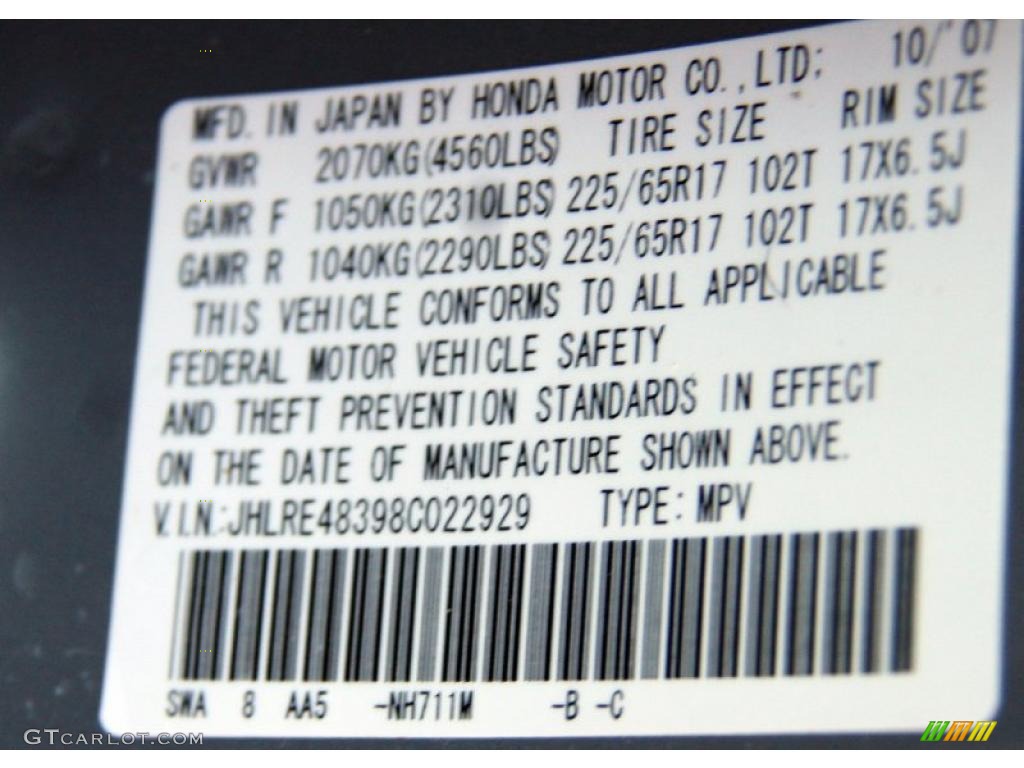 MFD. IN JAPAN BY HONDA MOTOR CO., LTD; 10/'07
GVWR 2070KG(4560LBS) TIRE SIZE RIM SIZE
GAWR F 1050KG(2310LBS) 225/65R17 102T 17X6.5J
GAWR R 1040KG(2290LBS) 225/65R17 102T 17X6.5J
THIS VEHICLE CONFORMS TO ALL APPLICABLE
FEDERAL MOTOR VEHICLE SAFETY
AND THEFT PREVENTION STANDARDS IN EFFECT
ON THE DATE OF MANUFACTURE SHOWN ABOVE.
V.I.N.:JHLRE48398C022929 TYPE: MPV
SWA 8 AA5 -NH711M -B -C
GTCARLOT.COM